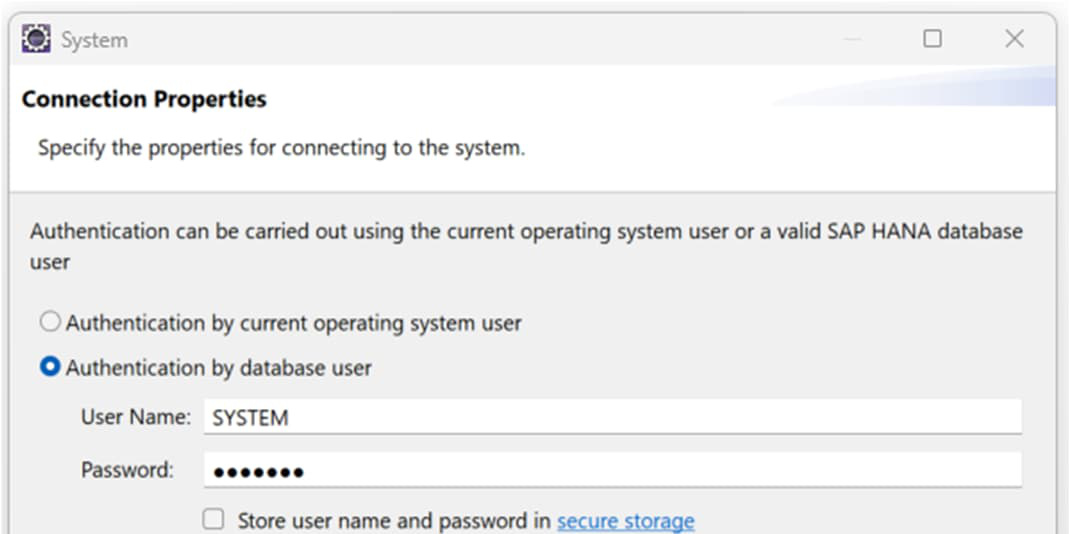 System
Connection Properties
Specify the properties for connecting to the system.
Authentication can be carried out using the current operating system user or a valid SAP HANA database
user
Authentication by current operating system user
Authentication by database user
User Name: SYSTEM
Password: •••••••
Store user name and password in secure storage